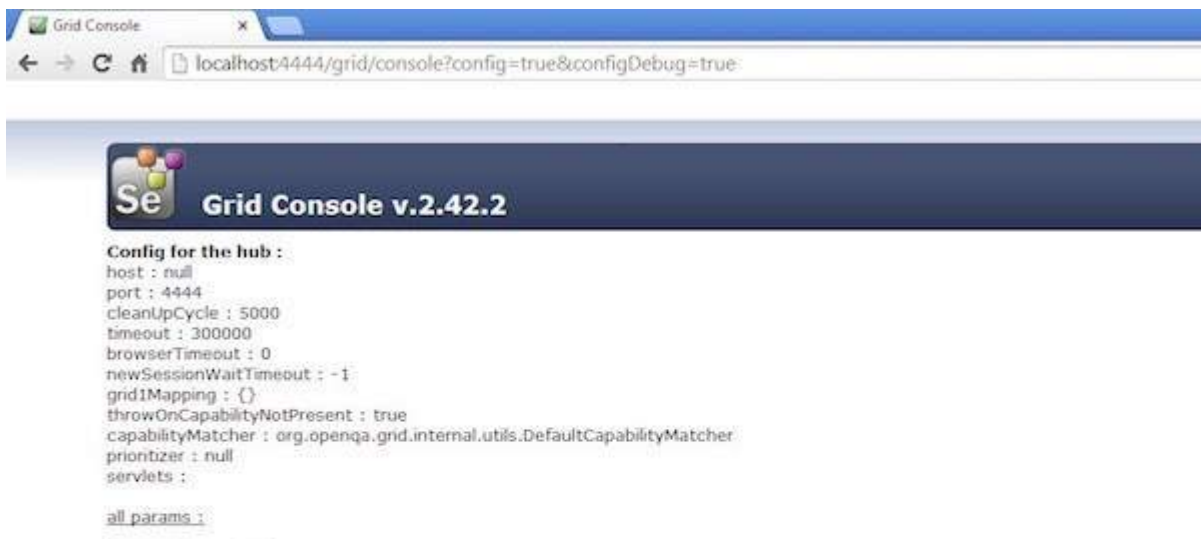 Grid Console
localhost:4444/grid/console?config=true&configDebug=true
Se
Grid Console v.2.42.2
Config for the hub :
host : null
port : 4444
cleanUpCycle : 5000
timeout : 300000
browserTimeout : 0
newSessionWaitTimeout : -1
grid1Mapping : {}
throwOnCapabilityNotPresent : true
capabilityMatcher : org.openqa.grid.internal.utils.DefaultCapabilityMatcher
prioritizer : null
servlets :
all params :